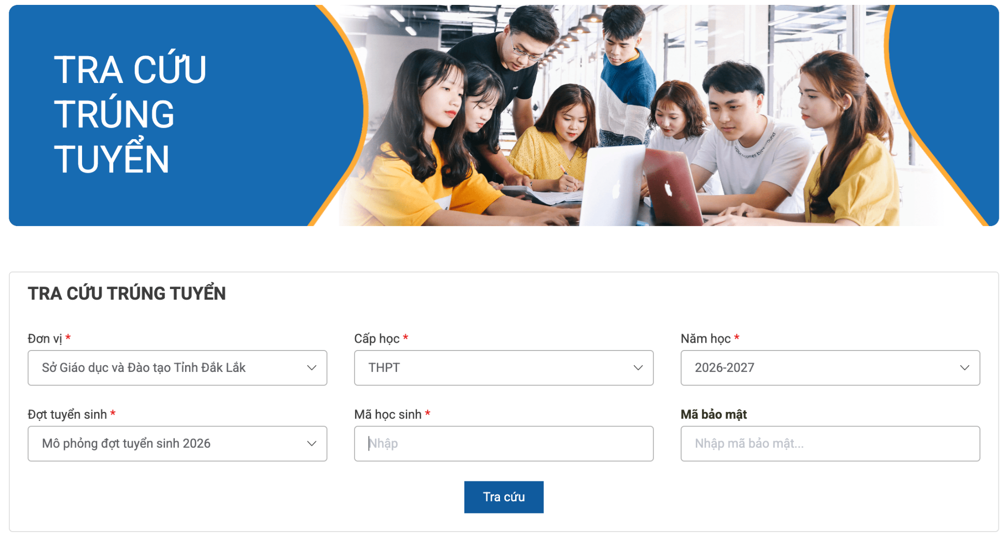 TRA CỨU
TRÚNG
TUYỂN
TRA CỨU TRÚNG TUYỂN
Đơn vị *
Cấp học *
Năm học *
Sở Giáo dục và Đào tạo Tỉnh Đắk Lắk
THPT
2026-2027
Đợt tuyển sinh *
Mã học sinh *
Mã bảo mật
Mô phỏng đợt tuyển sinh 2026
Nhập
Nhập mã bảo mật...
Tra cứu